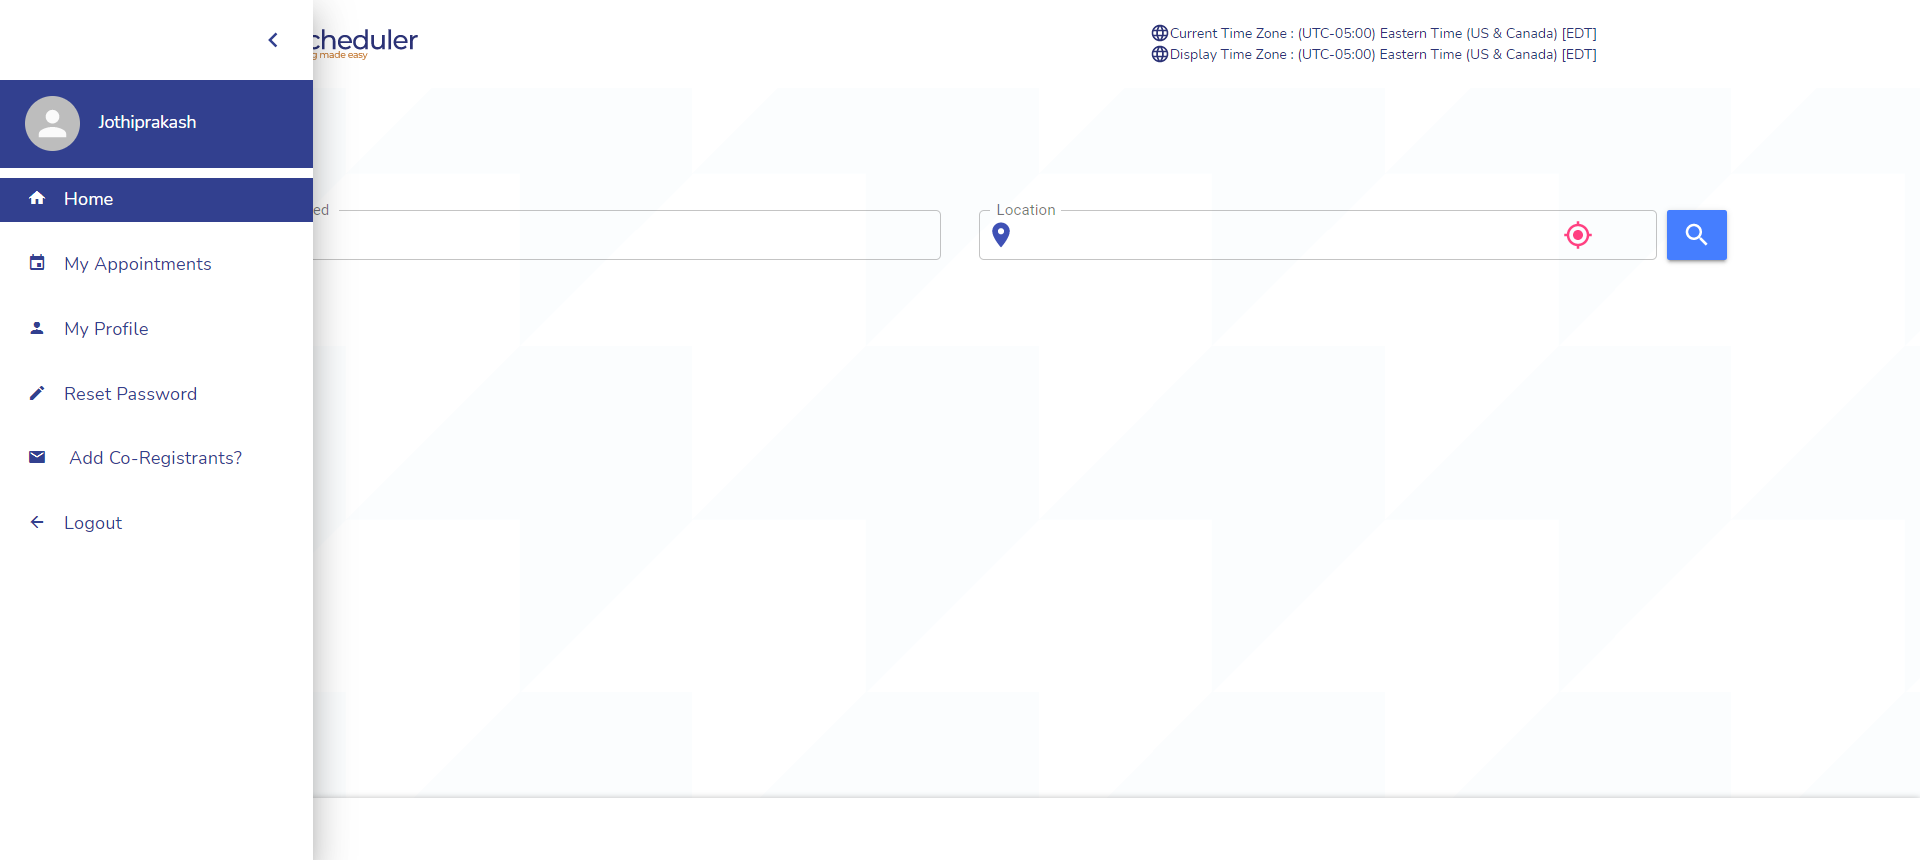 cheduler
g made easy
Current Time Zone : (UTC-05:00) Eastern Time (US & Canada) [EDT]
Display Time Zone : (UTC-05:00) Eastern Time (US & Canada) [EDT]
Jothiprakash
Home
My Appointments
My Profile
Reset Password
Add Co-Registrants?
Logout
ed
Location